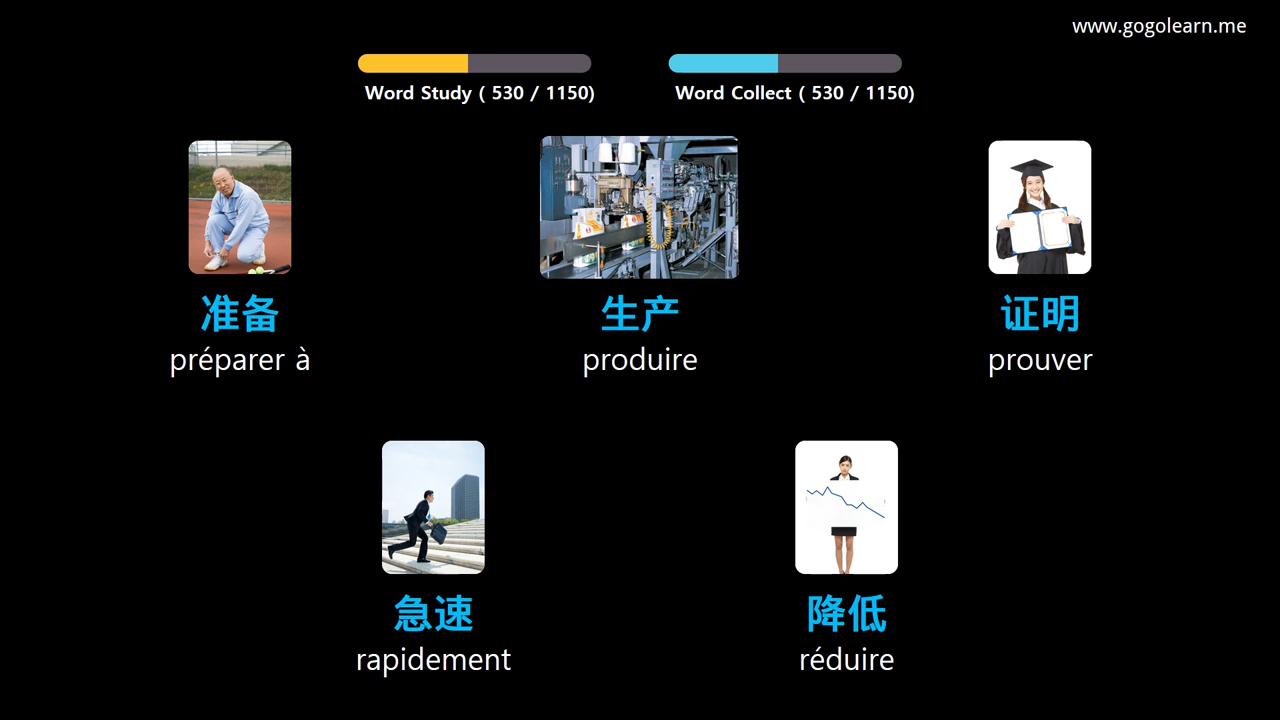 www.gogolearn.me
Word Study ( 530 / 1150)
Word Collect ( 530 / 1150)
准备
préparer à
生产
produire
证明
prouver
急速
rapidement
降低
réduire